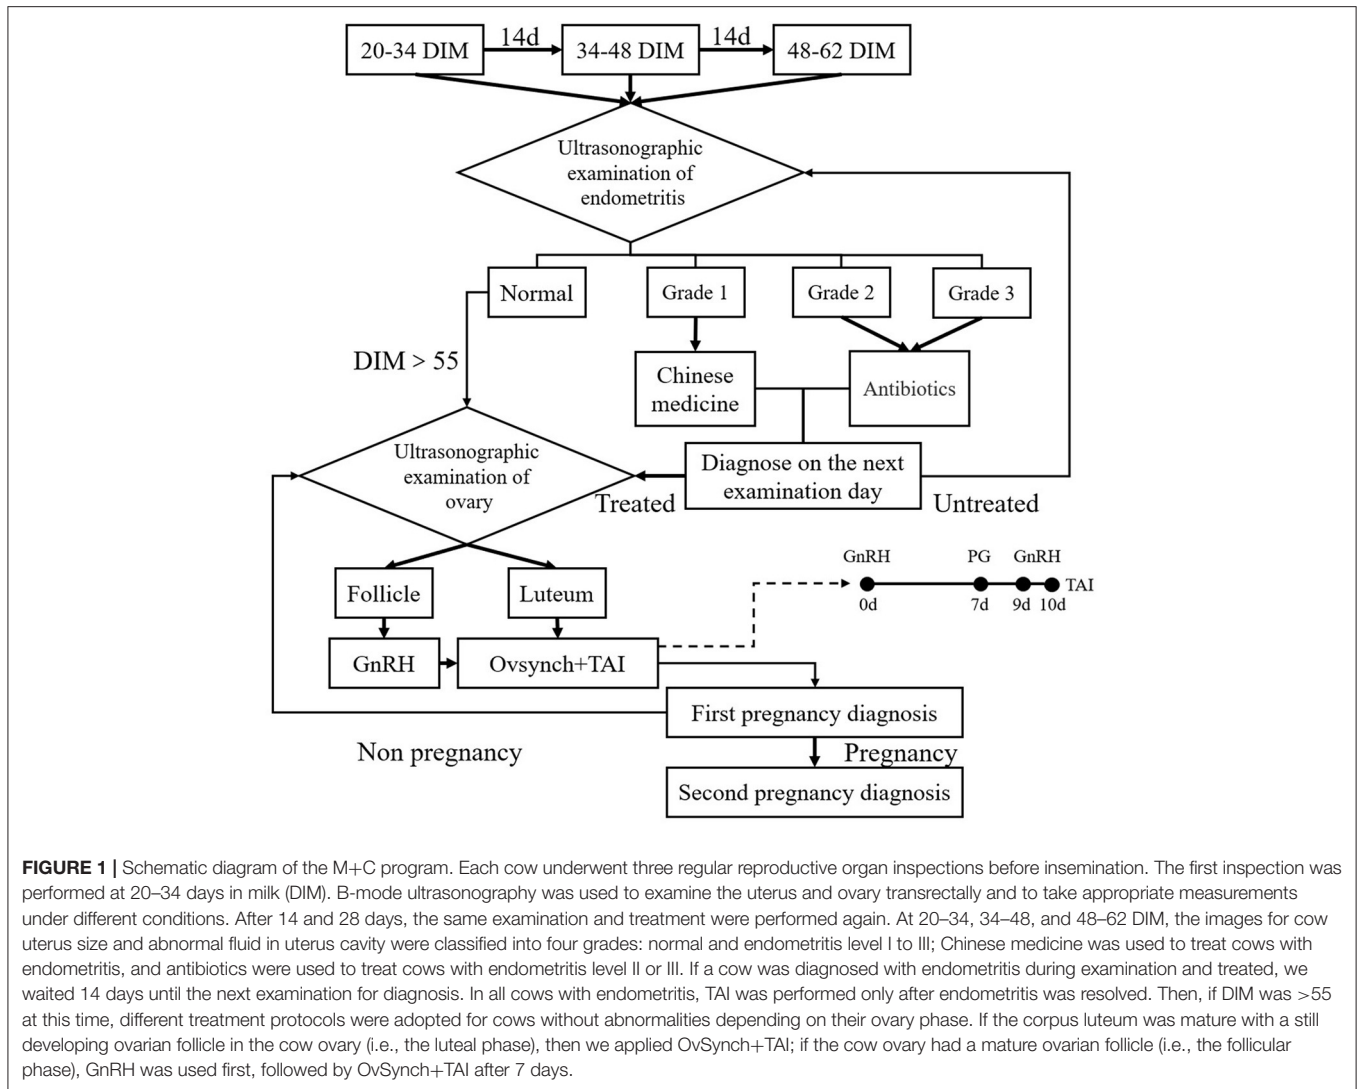 20-34 DIM
14d
34-48 DIM
14d
48-62 DIM
Ultrasonographic
examination of
endometritis
Normal
Grade 1
Grade 2
Grade 3
DIM > 55
Chinese
medicine
Antibiotics
Ultrasonographic
examination of
ovary
Diagnose on the next
examination day
Treated
Untreated
Follicle
Luteum
GnRH
PG
GnRH
TAI
0d
7d
9d
10d
GnRH
Ovsynch+TAI
First pregnancy diagnosis
Non pregnancy
Pregnancy
Second pregnancy diagnosis
FIGURE 1 | Schematic diagram of the M+C program. Each cow underwent three regular reproductive organ inspections before insemination. The first inspection was
performed at 20–34 days in milk (DIM). B-mode ultrasonography was used to examine the uterus and ovary transrectally and to take appropriate measurements
under different conditions. After 14 and 28 days, the same examination and treatment were performed again. At 20–34, 34–48, and 48–62 DIM, the images for cow
uterus size and abnormal fluid in uterus cavity were classified into four grades: normal and endometritis level I to III; Chinese medicine was used to treat cows with
endometritis, and antibiotics were used to treat cows with endometritis level II or III. If a cow was diagnosed with endometritis during examination and treated, we
waited 14 days until the next examination for diagnosis. In all cows with endometritis, TAI was performed only after endometritis was resolved. Then, if DIM was >55
at this time, different treatment protocols were adopted for cows without abnormalities depending on their ovary phase. If the corpus luteum was mature with a still
developing ovarian follicle in the cow ovary (i.e., the luteal phase), then we applied OvSynch+TAI; if the cow ovary had a mature ovarian follicle (i.e., the follicular
phase), GnRH was used first, followed by OvSynch+TAI after 7 days.